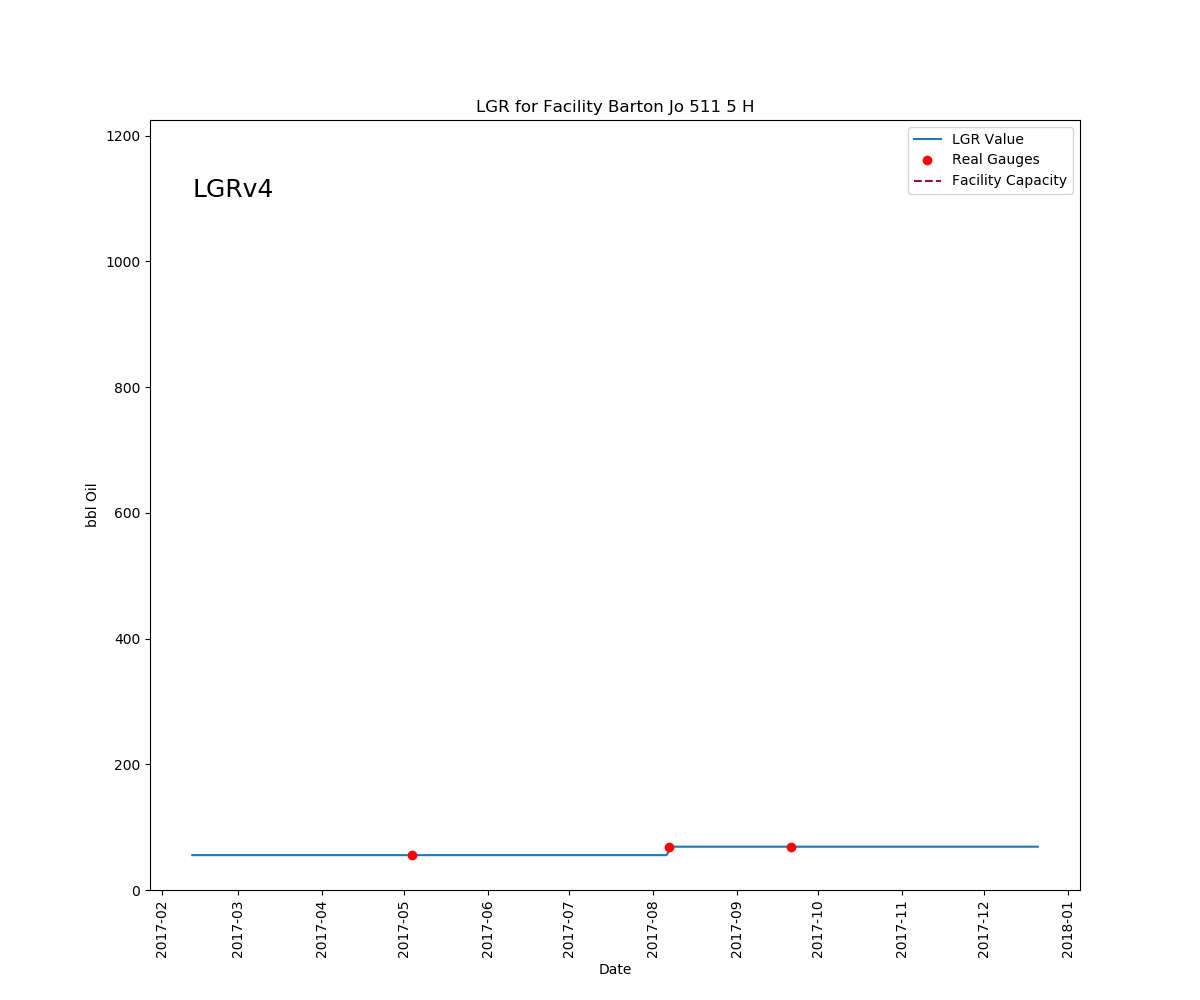 LGR for Facility Barton Jo 511 5 H
LGR Value
Real Gauges
Facility Capacity
LGRv4
1200
1000
800
600
400
200
0
bbl Oil
2017-02
2017-03
2017-04
2017-05
2017-06
2017-07
2017-08
2017-09
2017-10
2017-11
2017-12
2018-01
Date